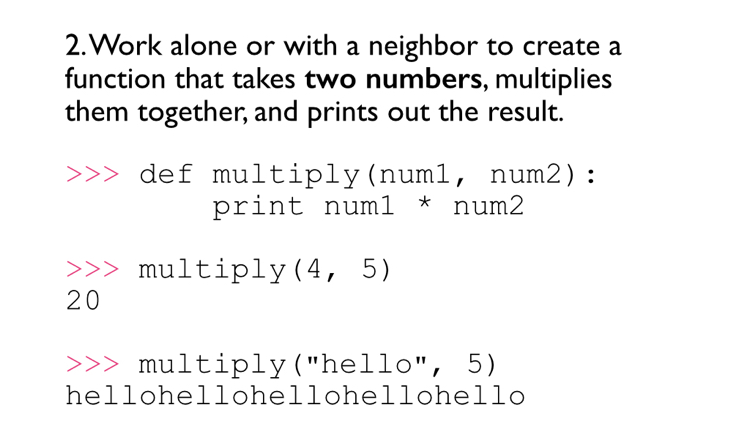 2. Work alone or with a neighbor to create a
function that takes two numbers, multiplies
them together, and prints out the result.
>>> def multiply(num1, num2):
        print num1 * num2
>>> multiply(4, 5)
20
>>> multiply("hello", 5)
hellohellohellohellohello